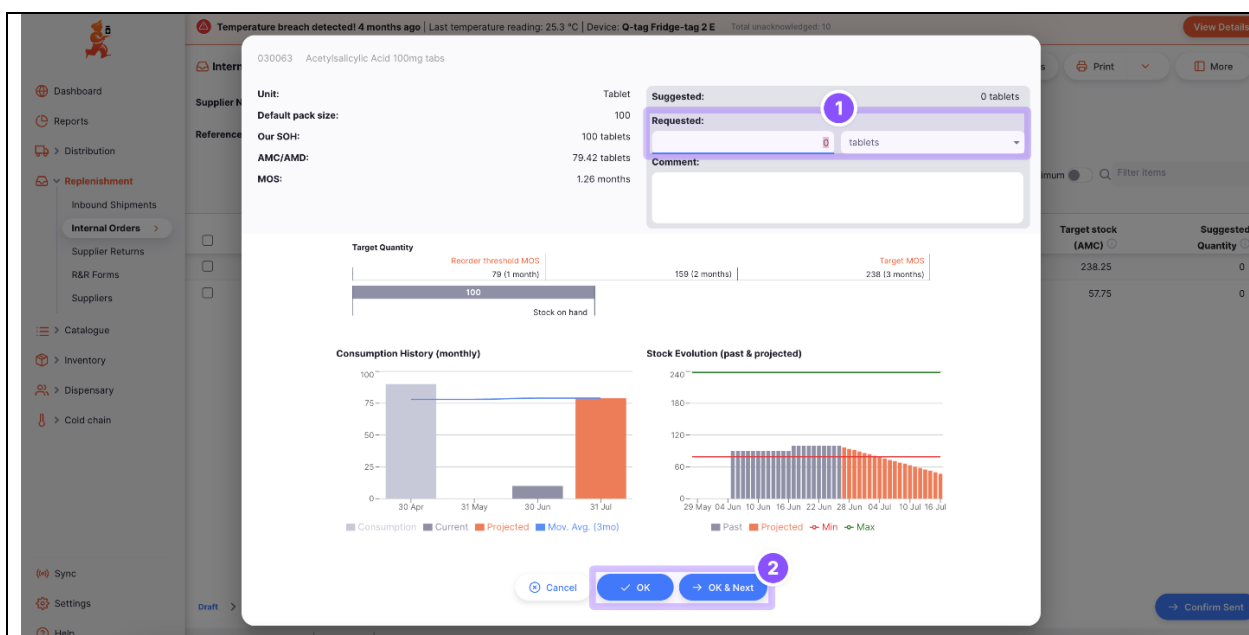 Temperature breach detected! 4 months ago | Last temperature reading: 25.3 °C | Device: Q-tag Fridge-tag 2 E Total unacknowledged: 10
View Details
Intern
Print
More
Supplier N
Reference
Dashboard
Reports
Distribution
Replenishment
Inbound Shipments
Internal Orders
Supplier Returns
R&R Forms
Suppliers
Catalogue
Inventory
Dispensary
Cold chain
Sync
Settings
Help
030063 Acetylsalicylic Acid 100mg tabs
Unit: Tablet
Default pack size: 100
Our SOH: 100 tablets
AMC/AMD: 79.42 tablets
MOS: 1.26 months
Suggested: 0 tablets
1
Requested:
0 tablets
Comment:
imum Filter items
Target stock (AMC)
Suggested Quantity
238.25 0
57.75 0
Target Quantity
Reorder threshold MOS Target MOS
79 (1 month) 159 (2 months) 238 (3 months)
100
Stock on hand
Consumption History (monthly)
100
75
50
25
0
30 Apr 31 May 30 Jun 31 Jul
Consumption Current Projected Mov. Avg. (3mo)
Stock Evolution (past & projected)
240
180
120
60
0
29 May 04 Jun 10 Jun 16 Jun 22 Jun 28 Jun 04 Jul 10 Jul 16 Jul
Past Projected Min Max
2
Cancel OK OK & Next
Draft
Confirm Sent